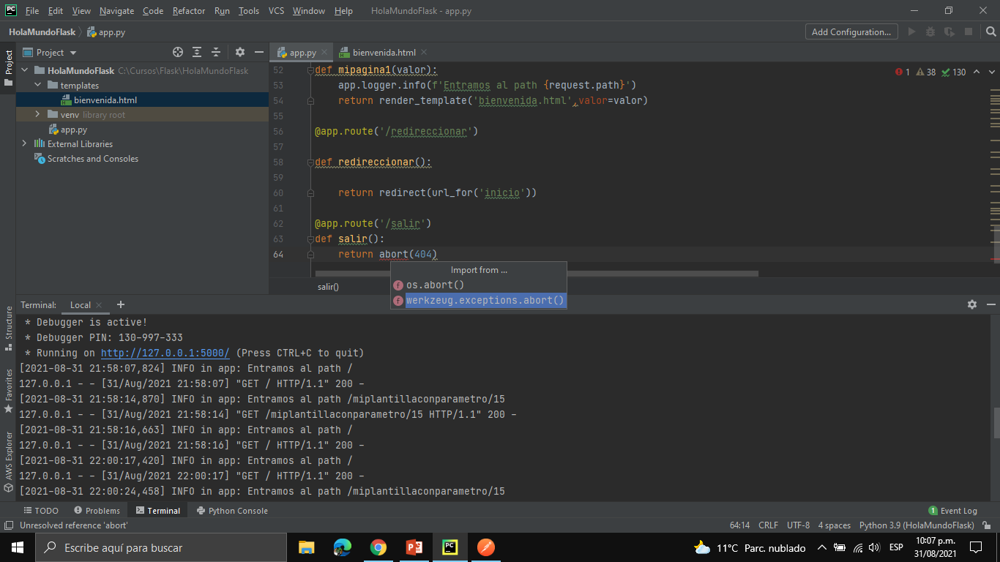 PC File Edit View Navigate Code Refactor Run Tools VCS Window Help HolaMundoFlask - app.py
HolaMundoFlask app.py Add Configuration...
Project
Project
HolaMundoFlask C:\Cursos\Flask\HolaMundoFlask
templates
bienvenida.html
venv library root
app.py
External Libraries
Scratches and Consoles
app.py bienvenida.html
1 38 130
52 def mipagina1(valor):
53 app.logger.info(f'Entramos al path {request.path}')
54 return render_template('bienvenida.html',valor=valor)
55
56 @app.route('/redireccionar')
57
58 def redireccionar():
59
60 return redirect(url_for('inicio'))
61
62 @app.route('/salir')
63 def salir():
64 return abort(404)
Import from ...
f os.abort()
f werkzeug.exceptions.abort()
salir()
Terminal: Local
Structure
Favorites
AWS Explorer
* Debugger is active!
* Debugger PIN: 130-997-333
* Running on http://127.0.0.1:5000/ (Press CTRL+C to quit)
[2021-08-31 21:58:07,824] INFO in app: Entramos al path /
127.0.0.1 - - [31/Aug/2021 21:58:07] "GET / HTTP/1.1" 200 -
[2021-08-31 21:58:14,870] INFO in app: Entramos al path /miplantillaconparametro/15
127.0.0.1 - - [31/Aug/2021 21:58:14] "GET /miplantillaconparametro/15 HTTP/1.1" 200 -
[2021-08-31 21:58:16,663] INFO in app: Entramos al path /
127.0.0.1 - - [31/Aug/2021 21:58:16] "GET / HTTP/1.1" 200 -
[2021-08-31 22:00:17,420] INFO in app: Entramos al path /
127.0.0.1 - - [31/Aug/2021 22:00:17] "GET / HTTP/1.1" 200 -
[2021-08-31 22:00:24,458] INFO in app: Entramos al path /miplantillaconparametro/15
TODO Problems Terminal Python Console 1 Event Log
Unresolved reference 'abort' 64:14 CRLF UTF-8 4 spaces Python 3.9 (HolaMundoFlask)
Escribe aquí para buscar
PC
11°C Parc. nublado ESP
10:07 p.m.
31/08/2021